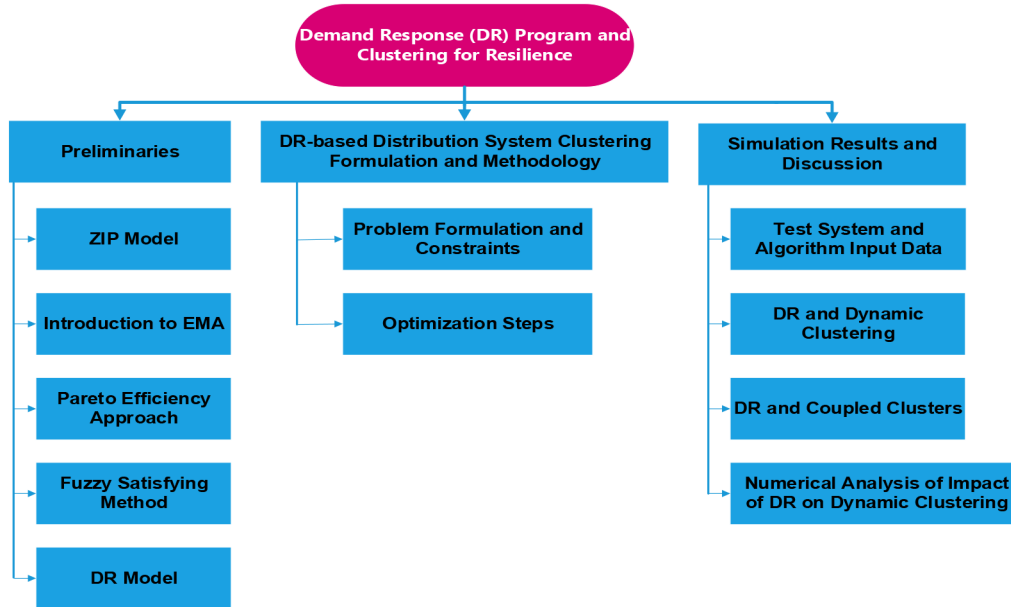 Demand Response (DR) Program and
Clustering for Resilience
Preliminaries
ZIP Model
Introduction to EMA
Pareto Efficiency
Approach
Fuzzy Satisfying
Method
DR Model
DR-based Distribution System Clustering
Formulation and Methodology
Problem Formulation and
Constraints
Optimization Steps
Simulation Results and
Discussion
Test System and
Algorithm Input Data
DR and Dynamic
Clustering
DR and Coupled Clusters
Numerical Analysis of Impact
of DR on Dynamic Clustering